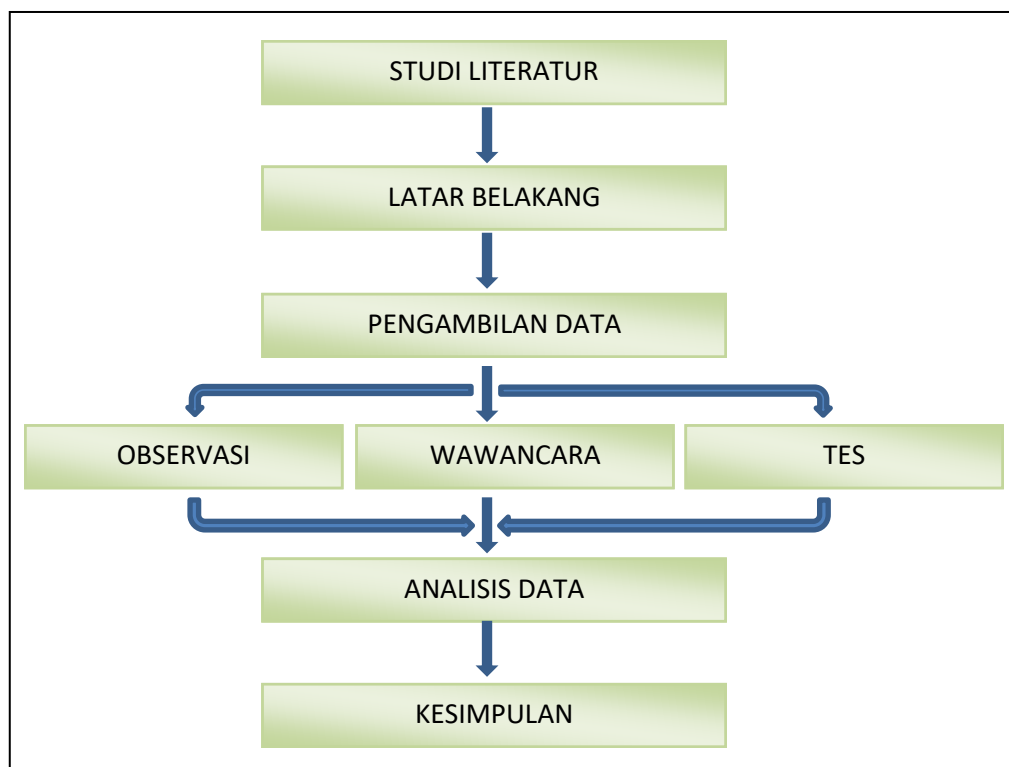 STUDI LITERATUR
LATAR BELAKANG
PENGAMBILAN DATA
OBSERVASI
WAWANCARA
TES
ANALISIS DATA
KESIMPULAN